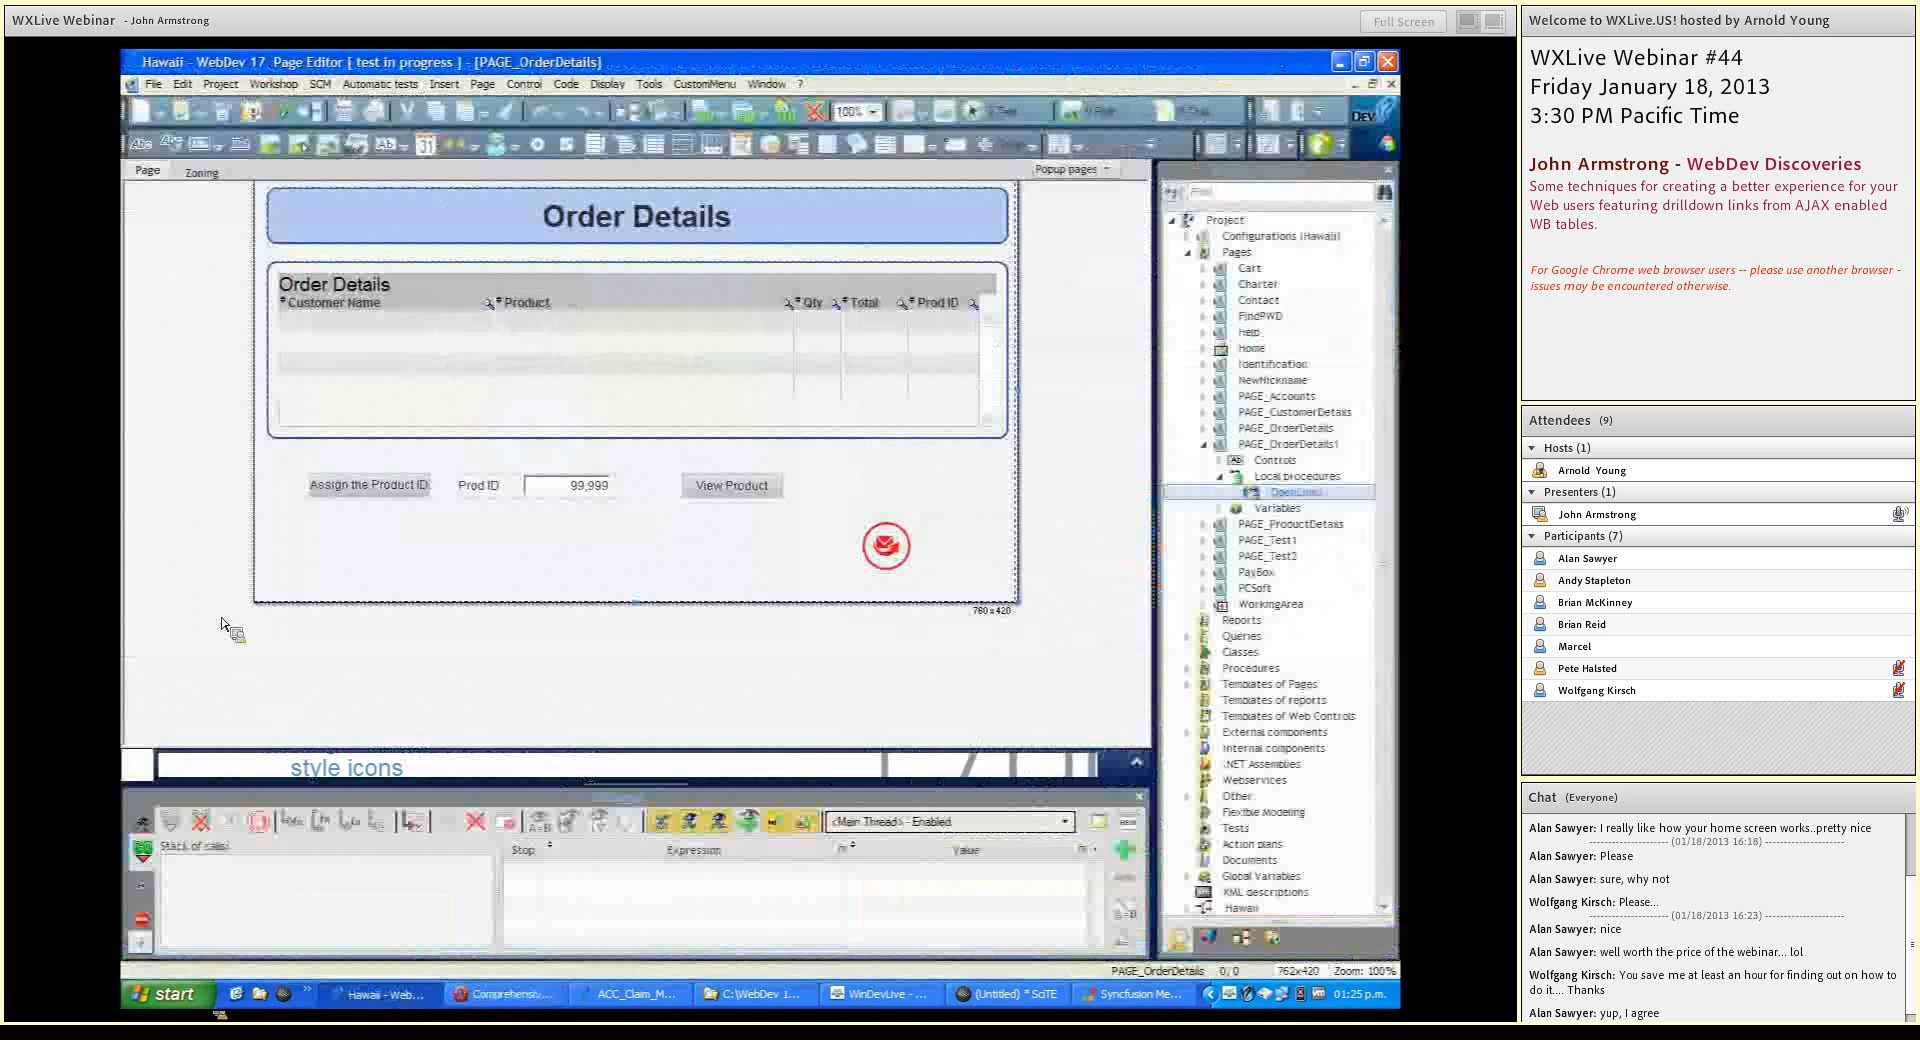 WXLive Webinar - John Armstrong
Full Screen
Hawaii - WebDev 17 Page Editor [ test in progress ] - [PAGE_OrderDetails]
File Edit Project Workshop SCM Automatic tests Insert Page Control Code Display Tools CustomMenu Window ?
100%
DEV
31
Page Zoning Popup pages
Order Details
Order Details
Customer Name Product Qty Total Prod ID
Assign the Product ID Prod ID 99,999 View Product
760 x 420
style icons
<Main Thread> - Enabled
Stack of calls
Stop Expression Value
Find
Project
Configurations (Hawaii)
Pages
Cart
Charter
Contact
FindPWD
Help
Home
Identification
NewNickname
PAGE_Accounts
PAGE_CustomerDetails
PAGE_OrderDetails
PAGE_OrderDetails1
Controls
Local procedures
Variables
PAGE_ProductDetails
PAGE_Test1
PAGE_Test2
PayBox
PCSoft
WorkingArea
Reports
Queries
Classes
Procedures
Templates of Pages
Templates of reports
Templates of Web Controls
External components
Internal components
.NET Assemblies
Webservices
Other
Flexible Modeling
Tests
Action plans
Documents
Global Variables
XML descriptions
Hawaii
PAGE_OrderDetails 0,0 762x420 Zoom: 100%
start Hawaii - Web... Comprehensiv... ACC_Claim_M... C:\WebDev 1... WinDevLive - ... (Untitled) * SciTE Syncfusion Me... 01:25 p.m.
Welcome to WXLive.US! hosted by Arnold Young
WXLive Webinar #44
Friday January 18, 2013
3:30 PM Pacific Time
John Armstrong - WebDev Discoveries
Some techniques for creating a better experience for your
Web users featuring drilldown links from AJAX enabled
WB tables.
For Google Chrome web browser users -- please use another browser -
issues may be encountered otherwise.
Attendees (9)
Hosts (1)
Arnold Young
Presenters (1)
John Armstrong
Participants (7)
Alan Sawyer
Andy Stapleton
Brian McKinney
Brian Reid
Marcel
Pete Halsted
Wolfgang Kirsch
Chat (Everyone)
Alan Sawyer: I really like how your home screen works..pretty nice
-------------------- (01/18/2013 16:18) --------------------
Alan Sawyer: Please
Alan Sawyer: sure, why not
Wolfgang Kirsch: Please...
-------------------- (01/18/2013 16:23) --------------------
Alan Sawyer: nice
Alan Sawyer: well worth the price of the webinar... lol
Wolfgang Kirsch: You save me at least an hour for finding out on how to
do it.... Thanks
Alan Sawyer: yup, I agree